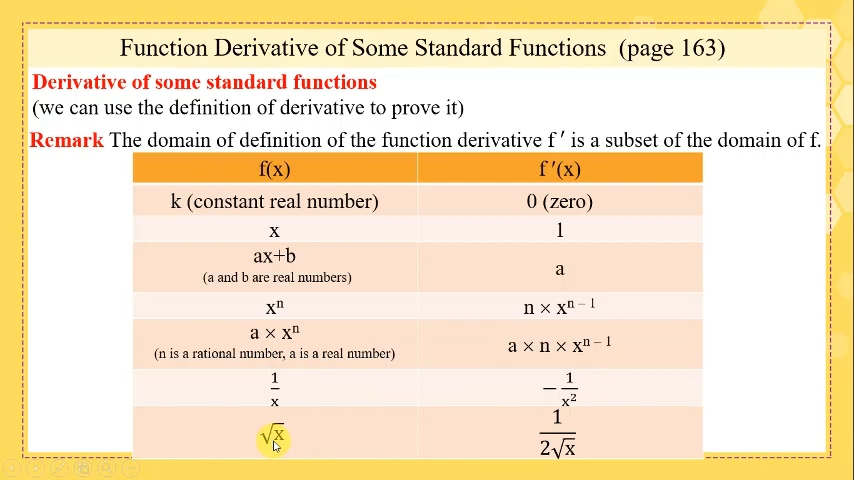 Function Derivative of Some Standard Functions (page 163)
Derivative of some standard functions
(we can use the definition of derivative to prove it)
Remark The domain of definition of the function derivative f ′ is a subset of the domain of f.
f(x) f ′(x)
k (constant real number) 0 (zero)
x 1
ax+b
(a and b are real numbers) a
xⁿ n × xⁿ⁻¹
a × xⁿ
(n is a rational number, a is a real number) a × n × xⁿ⁻¹
1/x −1/x²
√x 1/(2√x)